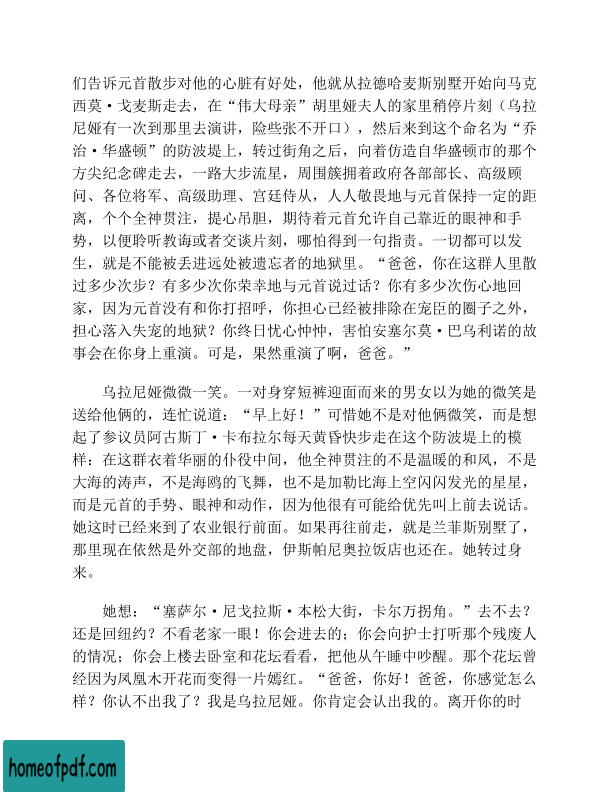 们告诉元首散步对他的心脏有好处，他就从拉德哈麦斯别墅开始向马克
西莫·戈麦斯走去，在“伟大母亲”胡里娅夫人的家里稍停片刻（乌拉
尼娅有一次到那里去演讲，险些张不开口），然后来到这个命名为“乔
治·华盛顿”的防波堤上，转过街角之后，向着仿造自华盛顿市的那个
方尖纪念碑走去，一路大步流星，周围簇拥着政府各部部长、高级顾
问、各位将军、高级助理、宫廷侍从，人人敬畏地与元首保持一定的距
离，个个全神贯注，提心吊胆，期待着元首允许自己靠近的眼神和手
势，以便聆听教诲或者交谈片刻，哪怕得到一句指责。一切都可以发
生，就是不能被丢进远处被遗忘者的地狱里。“爸爸，你在这群人里散
过多少次步？有多少次你荣幸地与元首说过话？你有多少次伤心地回
家，因为元首没有和你打招呼，你担心已经被排除在宠臣的圈子之外，
担心落入失宠的地狱？你终日忧心忡忡，害怕安塞尔莫·巴乌利诺的故
事会在你身上重演。可是，果然重演了啊，爸爸。”
乌拉尼娅微微一笑。一对身穿短裤迎面而来的男女以为她的微笑是
送给他俩的，连忙说道：“早上好！”可惜她不是对他俩微笑，而是想
起了参议员阿古斯丁·卡布拉尔每天黄昏快步走在这个防波堤上的模
样：在这群衣着华丽的仆役中间，他全神贯注的不是温暖的和风，不是
大海的涛声，不是海鸥的飞舞，也不是加勒比海上空闪闪发光的星星，
而是元首的手势、眼神和动作，因为他很有可能给优先叫上前去说话。
她这时已经来到了农业银行前面。如果再往前走，就是兰菲斯别墅了，
那里现在依然是外交部的地盘，伊斯帕尼奥拉饭店也还在。她转过身
来。
她想：“塞萨尔·尼戈拉斯·本松大街，卡尔万拐角。”去不去？
还是回纽约？不看老家一眼！你会进去的；你会向护士打听那个残废人
的情况；你会上楼去卧室和花坛看看，把他从午睡中吵醒。那个花坛曾
经因为凤凰木开花而变得一片嫣红。“爸爸，你好！爸爸，你感觉怎么
样？你认不出我了？我是乌拉尼娅。你肯定会认出我的。离开你的时
homeofpdf.com